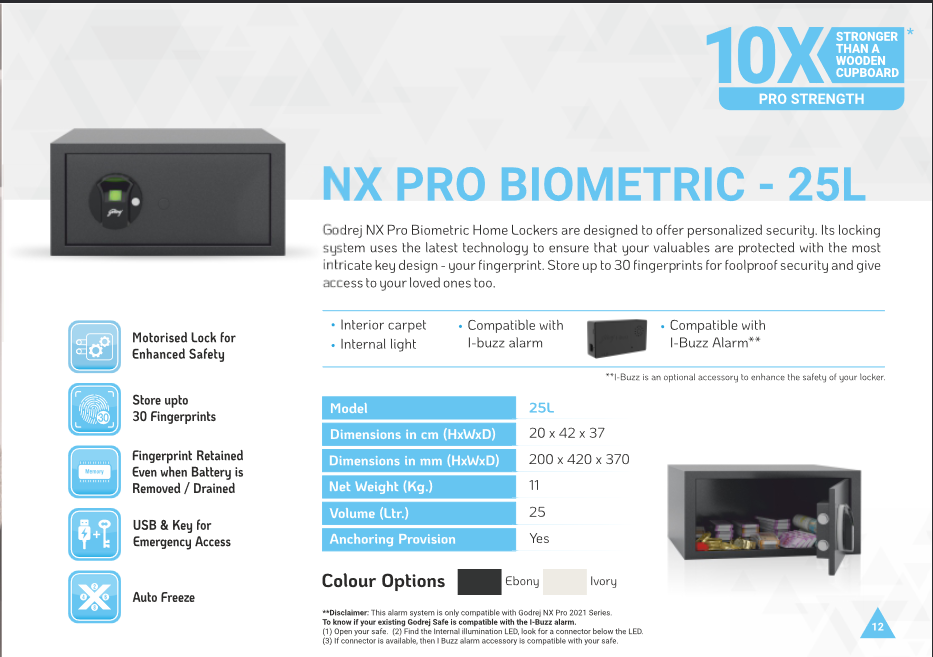 10X
STRONGER
THAN A
WOODEN
CUPBOARD
*
PRO STRENGTH
NX PRO BIOMETRIC - 25L
Godrej NX Pro Biometric Home Lockers are designed to offer personalized security. Its locking
system uses the latest technology to ensure that your valuables are protected with the most
intricate key design - your fingerprint. Store up to 30 fingerprints for foolproof security and give
access to your loved ones too.
• Interior carpet
• Internal light
• Compatible with
I-buzz alarm
• Compatible with
I-Buzz Alarm**
**I-Buzz is an optional accessory to enhance the safety of your locker.
Motorised Lock for
Enhanced Safety
30
Store upto
30 Fingerprints
Memory
Fingerprint Retained
Even when Battery is
Removed / Drained
USB & Key for
Emergency Access
Auto Freeze
Model 25L
Dimensions in cm (HxWxD) 20 x 42 x 37
Dimensions in mm (HxWxD) 200 x 420 x 370
Net Weight (Kg.) 11
Volume (Ltr.) 25
Anchoring Provision Yes
Colour Options Ebony Ivory
**Disclaimer: This alarm system is only compatible with Godrej NX Pro 2021 Series.
To know if your existing Godrej Safe is compatible with the I-Buzz alarm.
(1) Open your safe. (2) Find the Internal illumination LED, look for a connector below the LED.
(3) If connector is available, then I Buzz alarm accessory is compatible with your safe.
12